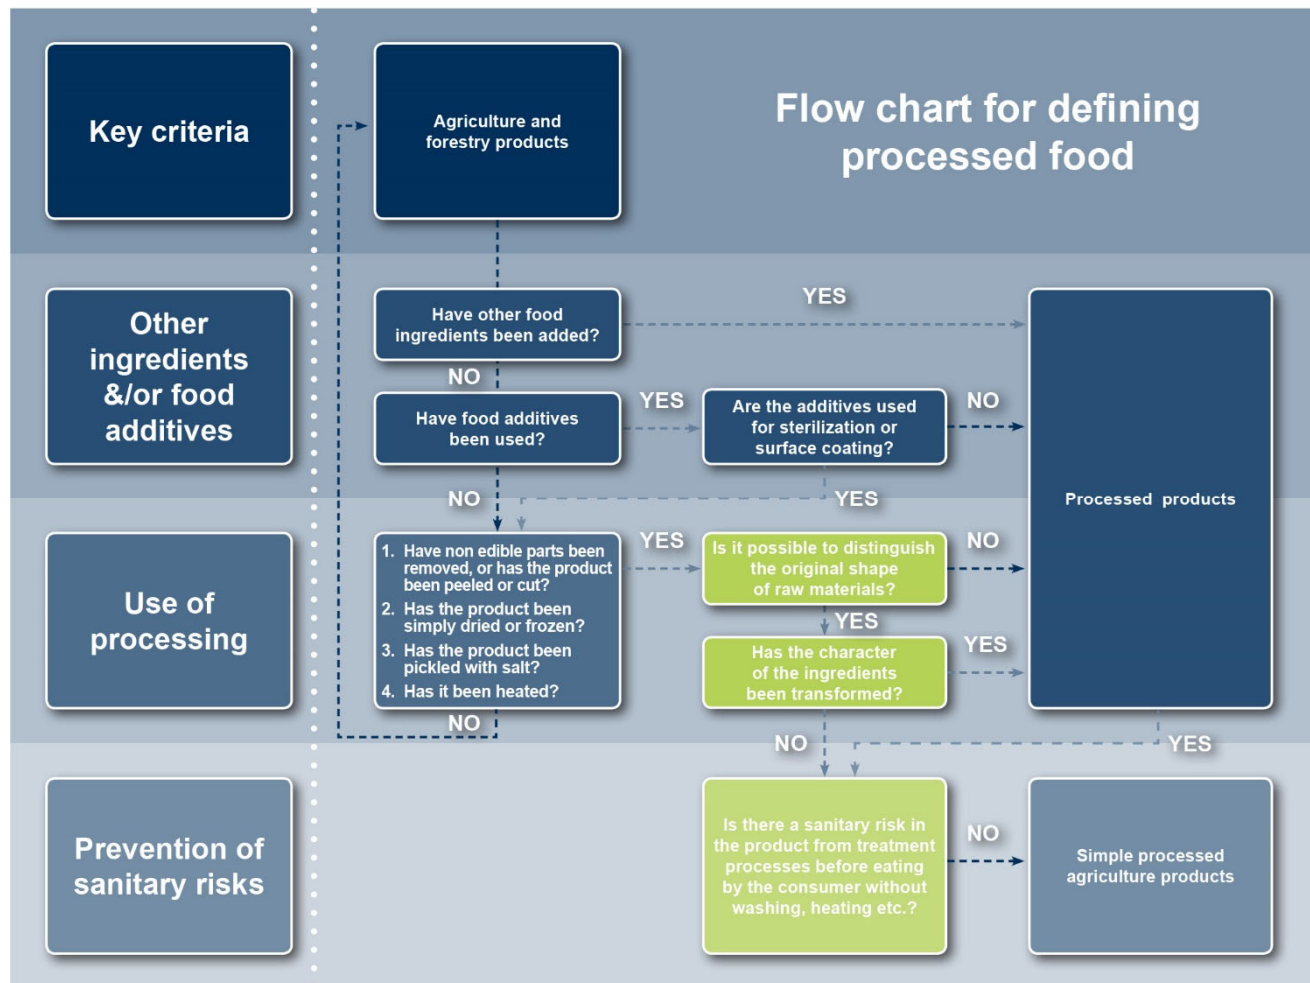 Key criteria
Agriculture and
forestry products
Flow chart for defining
processed food
Other
ingredients
&/or food
additives
Have other food
ingredients been added?
YES
NO
Have food additives
been used?
YES
Are the additives used
for sterilization or
surface coating?
NO
NO
YES
Processed products
Use of
processing
1. Have non edible parts been
removed, or has the product
been peeled or cut?
2. Has the product been
simply dried or frozen?
3. Has the product been
pickled with salt?
4. Has it been heated?
YES
Is it possible to distinguish
the original shape
of raw materials?
NO
YES
Has the character
of the ingredients
been transformed?
YES
NO
NO
YES
Prevention of
sanitary risks
Is there a sanitary risk in
the product from treatment
processes before eating
by the consumer without
washing, heating etc.?
NO
Simple processed
agriculture products